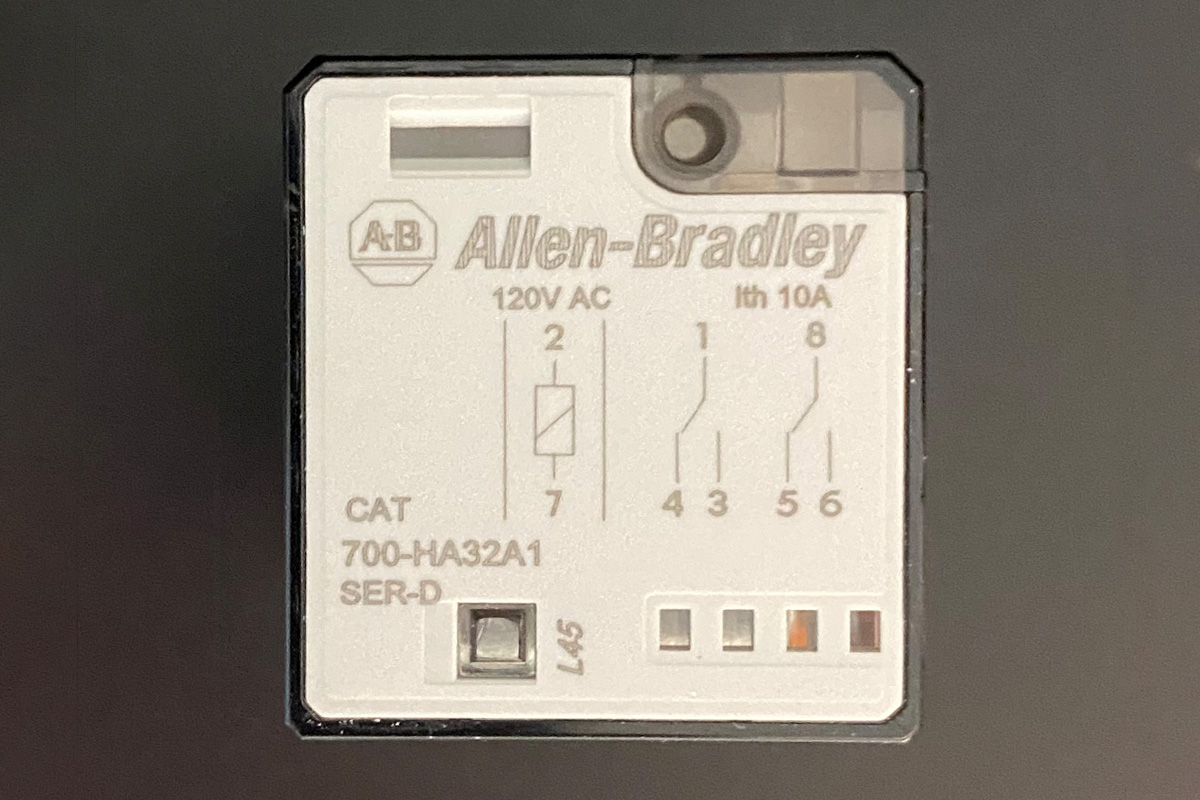 A-B Allen-Bradley
120V AC Ith 10A
2 1 8
7 4 3 5 6
CAT
700-HA32A1
SER-D
L45